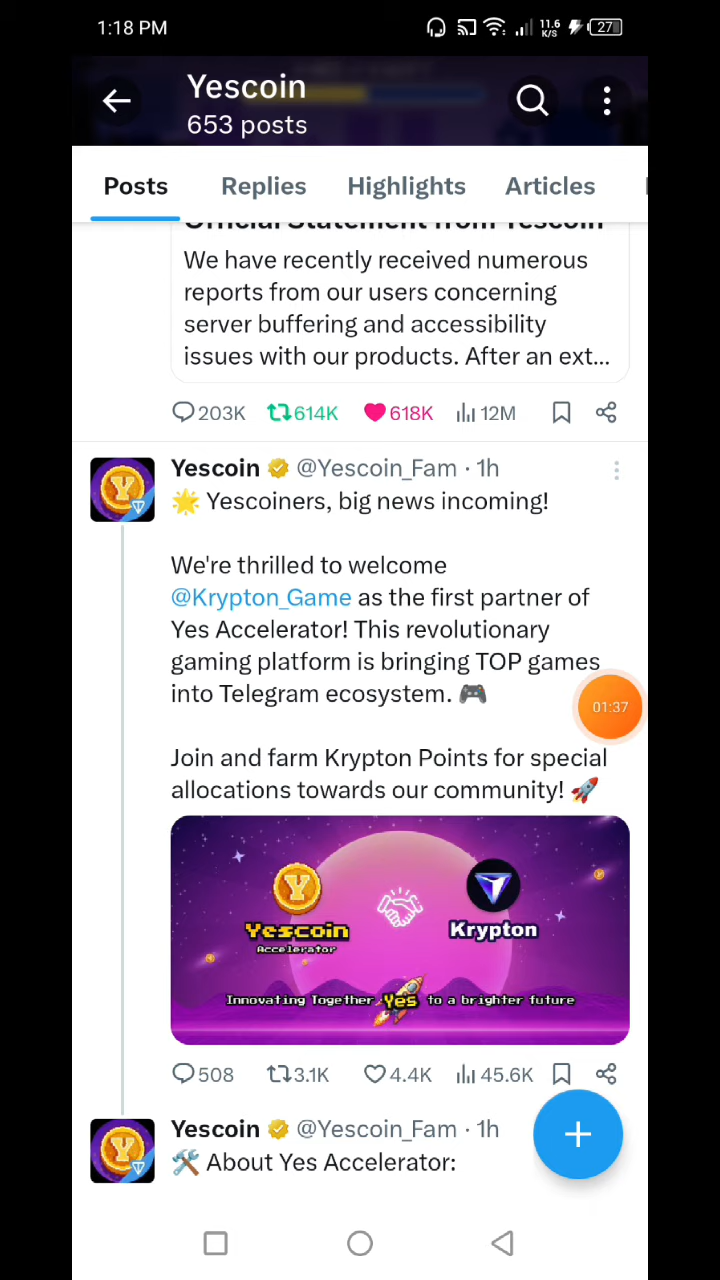 1:18 PM
11.6
K/S
27
Yescoin
653 posts
Posts Replies Highlights Articles
Official Statement from Yescoin
We have recently received numerous
reports from our users concerning
server buffering and accessibility
issues with our products. After an ext...
203K 614K 618K 12M
Yescoin @Yescoin_Fam · 1h
🌟 Yescoiners, big news incoming!
We're thrilled to welcome
@Krypton_Game as the first partner of
Yes Accelerator! This revolutionary
gaming platform is bringing TOP games
into Telegram ecosystem. 🎮
01:37
Join and farm Krypton Points for special
allocations towards our community! 🚀
Y
Yescoin
Accelerator
Krypton
Innovating Together, Yes to a brighter future
508 3.1K 4.4K 45.6K
Yescoin @Yescoin_Fam · 1h
🛠️ About Yes Accelerator: